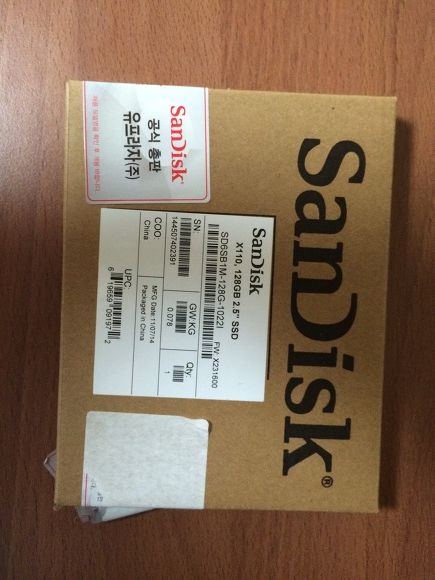 SanDisk®
SanDisk®
공식 총판
유프라자(주)
SanDisk
X110, 128GB 2.5" SSD
SD6SB1M-128G-1022I
FW: X231600
SN:
144507402391
GW:KG
0.078
Qty:
1
COO:
China
MFG Date:11/07/14
Packaged in China
UPC:
6 19659 09197 2